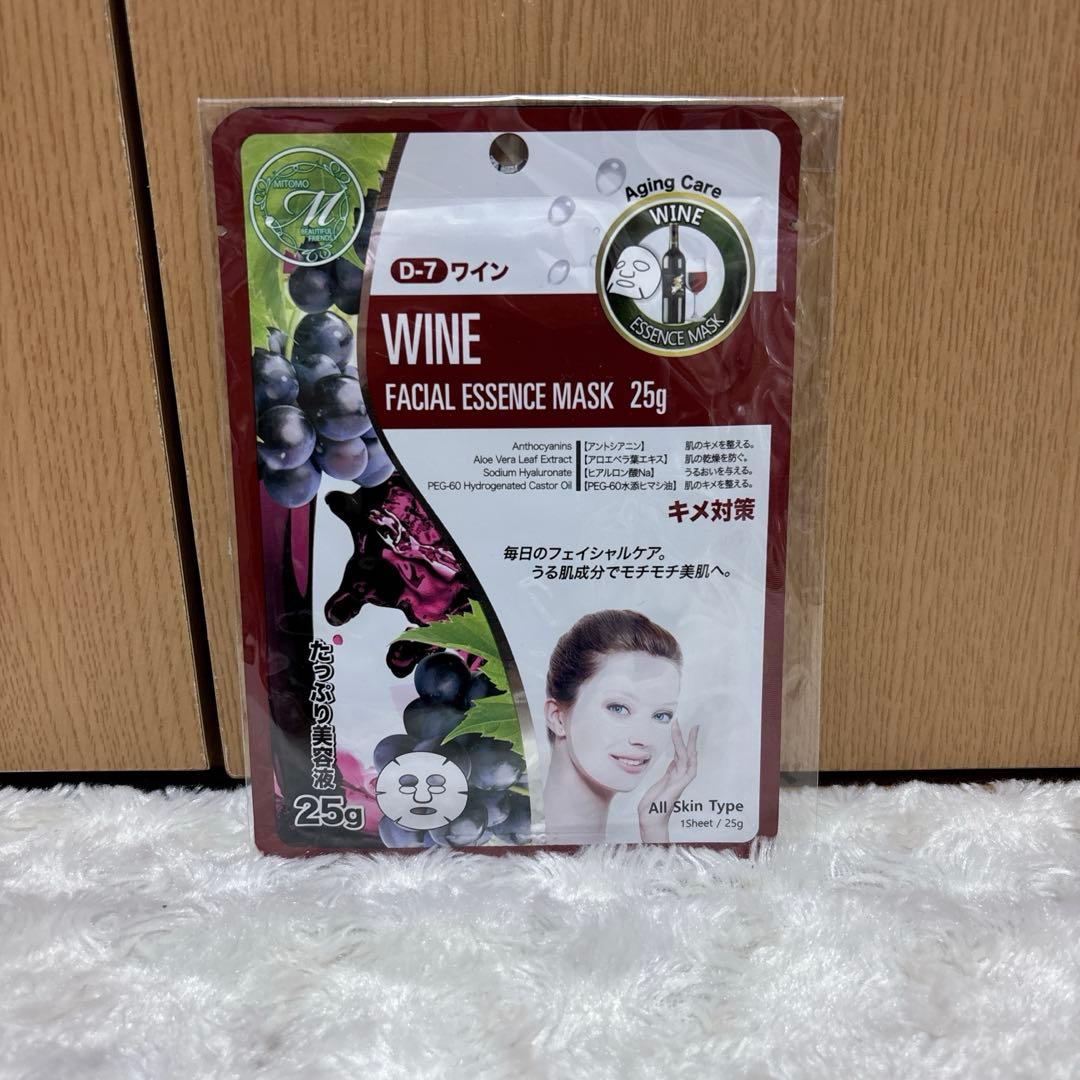 MITOMO
M
BEAUTIFUL
FRIENDS
Aging Care
WINE
ESSENCE MASK
D-7 ワイン
WINE
FACIAL ESSENCE MASK 25g
Anthocyanins 【アントシアニン】 肌のキメを整える。
Aloe Vera Leaf Extract 【アロエベラ葉エキス】 肌の乾燥を防ぐ。
Sodium Hyaluronate 【ヒアルロン酸Na】 うるおいを与える。
PEG-60 Hydrogenated Castor Oil 【PEG-60水添ヒマシ油】 肌のキメを整える。
キメ対策
毎日のフェイシャルケア。
うる肌成分でモチモチ美肌へ。
たっぷり美容液
25g
All Skin Type
1Sheet / 25g